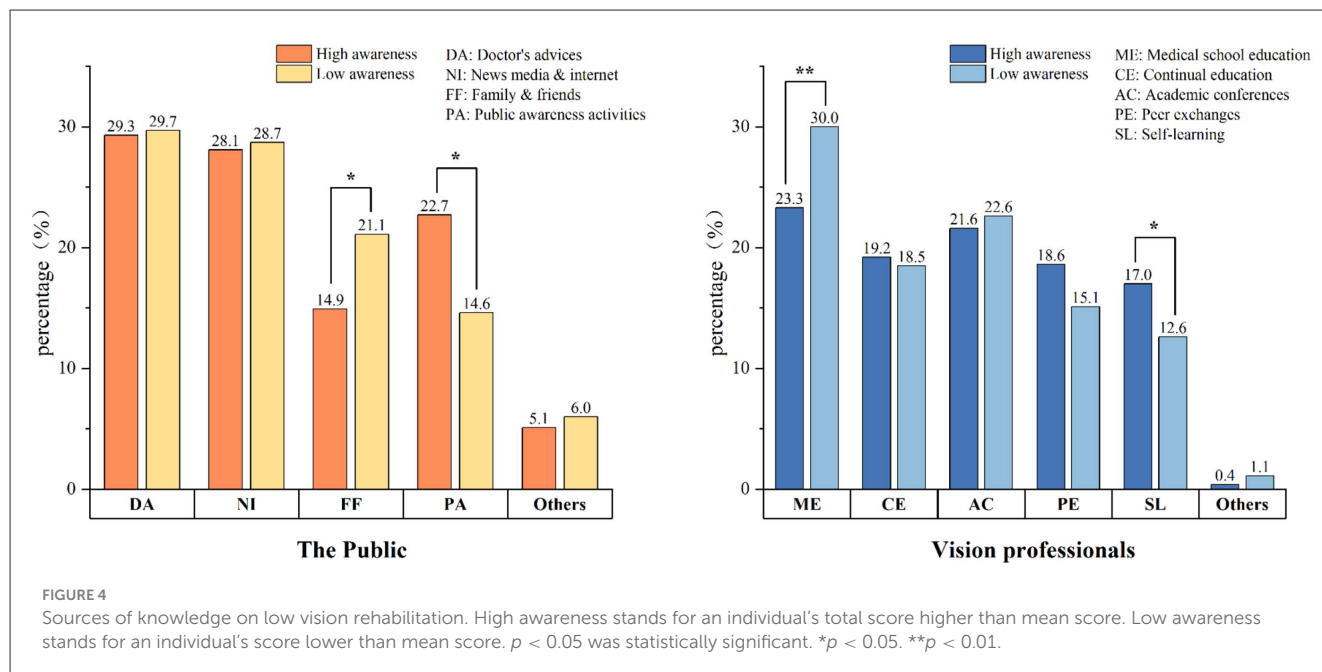 High awareness
Low awareness
DA: Doctor's advices
NI: News media & internet
FF: Family & friends
PA: Public awareness activities
percentage (%)
30
20
10
0
29.3
29.7
28.1
28.7
*
14.9
21.1
*
22.7
14.6
5.1
6.0
DA
NI
FF
PA
Others
The Public
High awareness
Low awareness
ME: Medical school education
CE: Continual education
AC: Academic conferences
PE: Peer exchanges
SL: Self-learning
percentage (%)
30
20
10
0
**
23.3
30.0
19.2
18.5
21.6
22.6
18.6
15.1
*
17.0
12.6
0.4
1.1
ME
CE
AC
PE
SL
Others
Vision professionals
FIGURE 4
Sources of knowledge on low vision rehabilitation. High awareness stands for an individual's total score higher than mean score. Low awareness
stands for an individual's score lower than mean score. p < 0.05 was statistically significant. *p < 0.05. **p < 0.01.